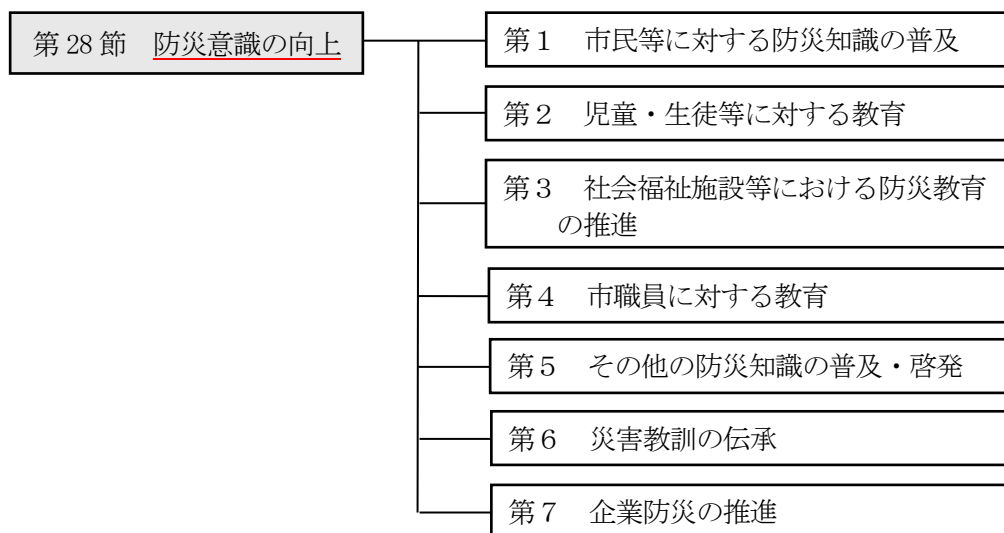 第 28 節　防災意識の向上
第１　市民等に対する防災知識の普及
第２　児童・生徒等に対する教育
第３　社会福祉施設等における防災教育
の推進
第４　市職員に対する教育
第５　その他の防災知識の普及・啓発
第６　災害教訓の伝承
第７　企業防災の推進